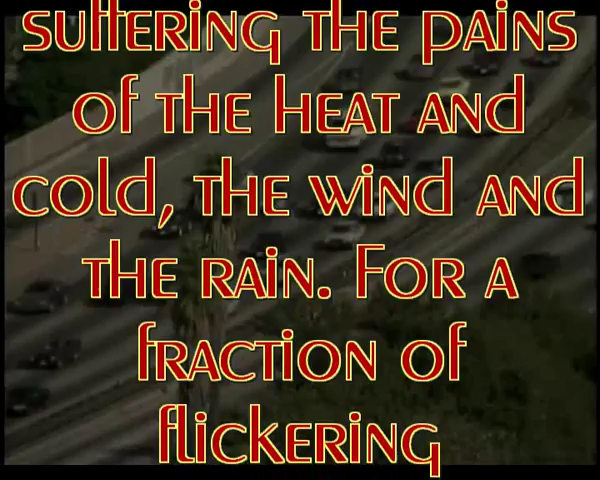 suffering the pains
of the heat and
cold, the wind and
the rain. For a
fraction of
flickering